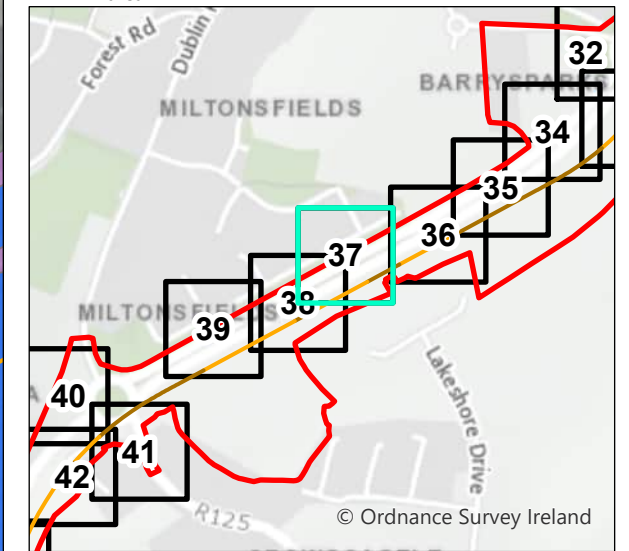 32
Forest Rd
Dublin
BARRYSPARKS
MILTONSFIELDS
34
35
36
37
38
MILTONSFIELDS
39
40
41
42
Lakeshore Drive
R125
© Ordnance Survey Ireland